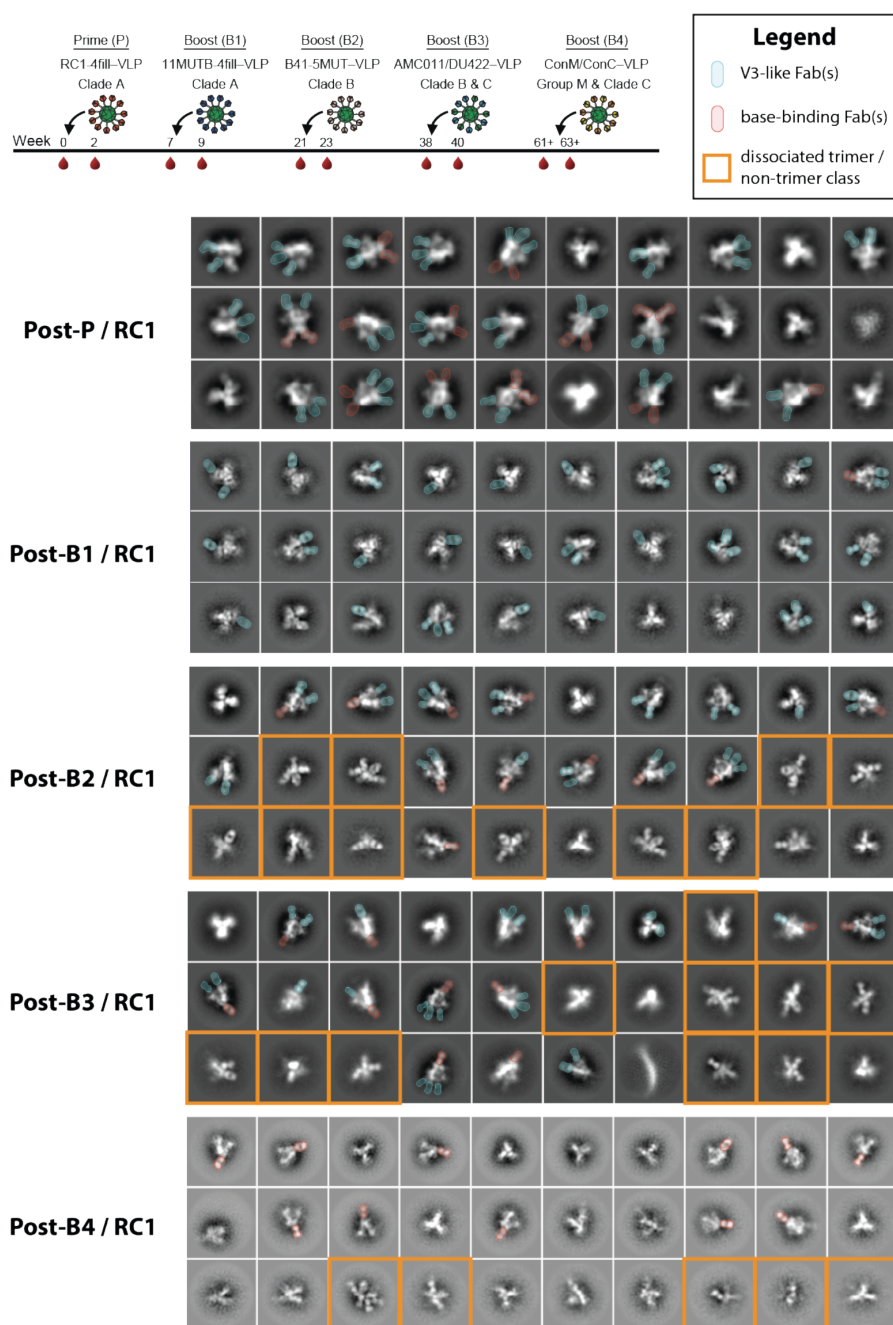 Prime (P) Boost (B1) Boost (B2) Boost (B3) Boost (B4)
RC1-4fill–VLP 11MUTB-4fill–VLP B41-5MUT–VLP AMC011/DU422–VLP ConM/ConC–VLP
Clade A Clade A Clade B Clade B & C Group M & Clade C
Week 0 2 7 9 21 23 38 40 61+ 63+
Legend
V3-like Fab(s)
base-binding Fab(s)
dissociated trimer /
non-trimer class
Post-P / RC1
Post-B1 / RC1
Post-B2 / RC1
Post-B3 / RC1
Post-B4 / RC1